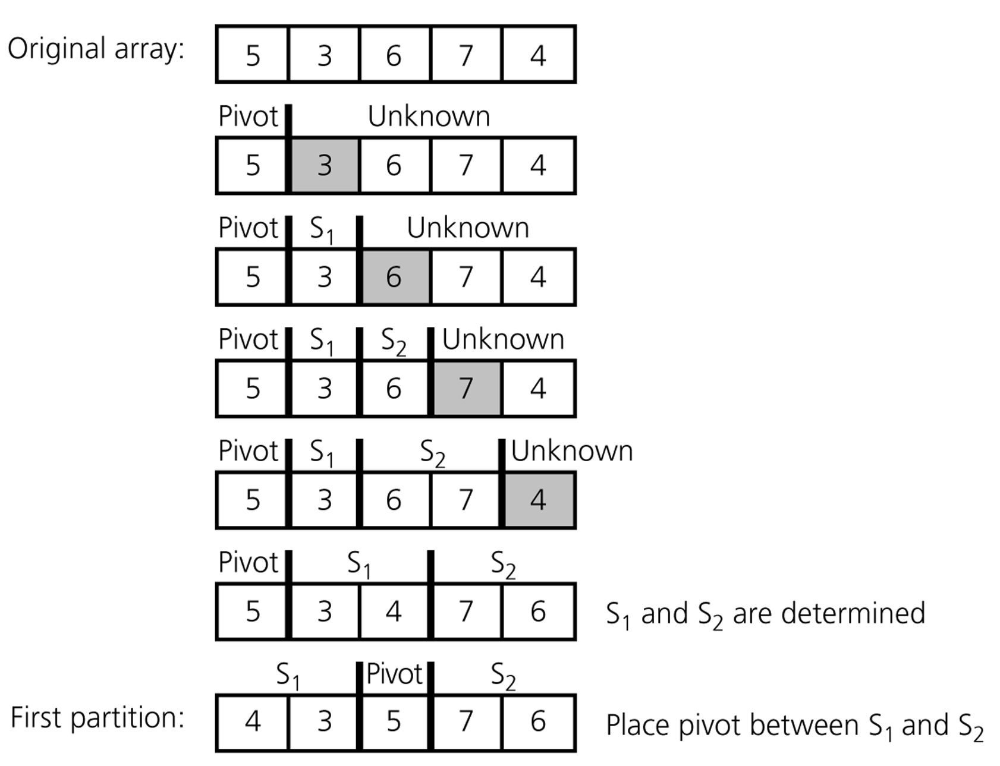 Original array: 5 3 6 7 4
Pivot Unknown
5 3 6 7 4
Pivot S1 Unknown
5 3 6 7 4
Pivot S1 S2 Unknown
5 3 6 7 4
Pivot S1 S2 Unknown
5 3 6 7 4
Pivot S1 S2
5 3 4 7 6 S1 and S2 are determined
S1 Pivot S2
First partition: 4 3 5 7 6 Place pivot between S1 and S2